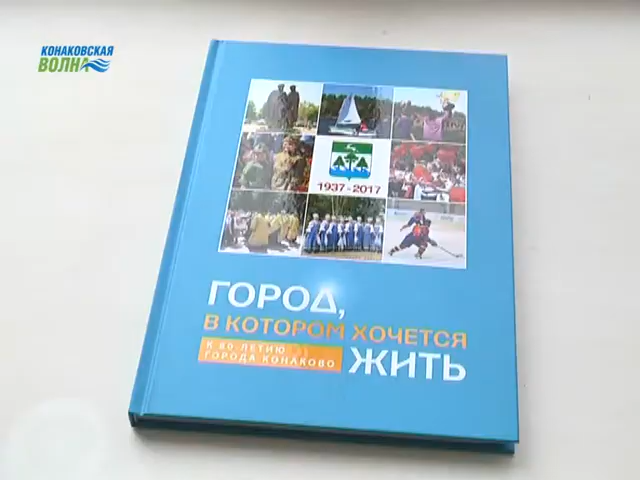 КОНАКОВСКАЯ
ВОЛНА
1937-2017
ГОРОД,
В КОТОРОМ ХОЧЕТСЯ
К 80-ЛЕТИЮ
ГОРОДА КОНАКОВО
ЖИТЬ